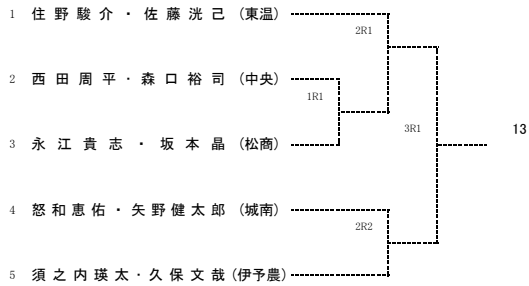 1 住野駿介・佐藤洸己 (東温)
2R1
2 西田周平・森口裕司 (中央)
1R1
3R1 13
3 永江貴志・坂本晶 (松商)
4 怒和恵佑・矢野健太郎 (城南)
2R2
5 須之内瑛太・久保文哉 (伊予農)